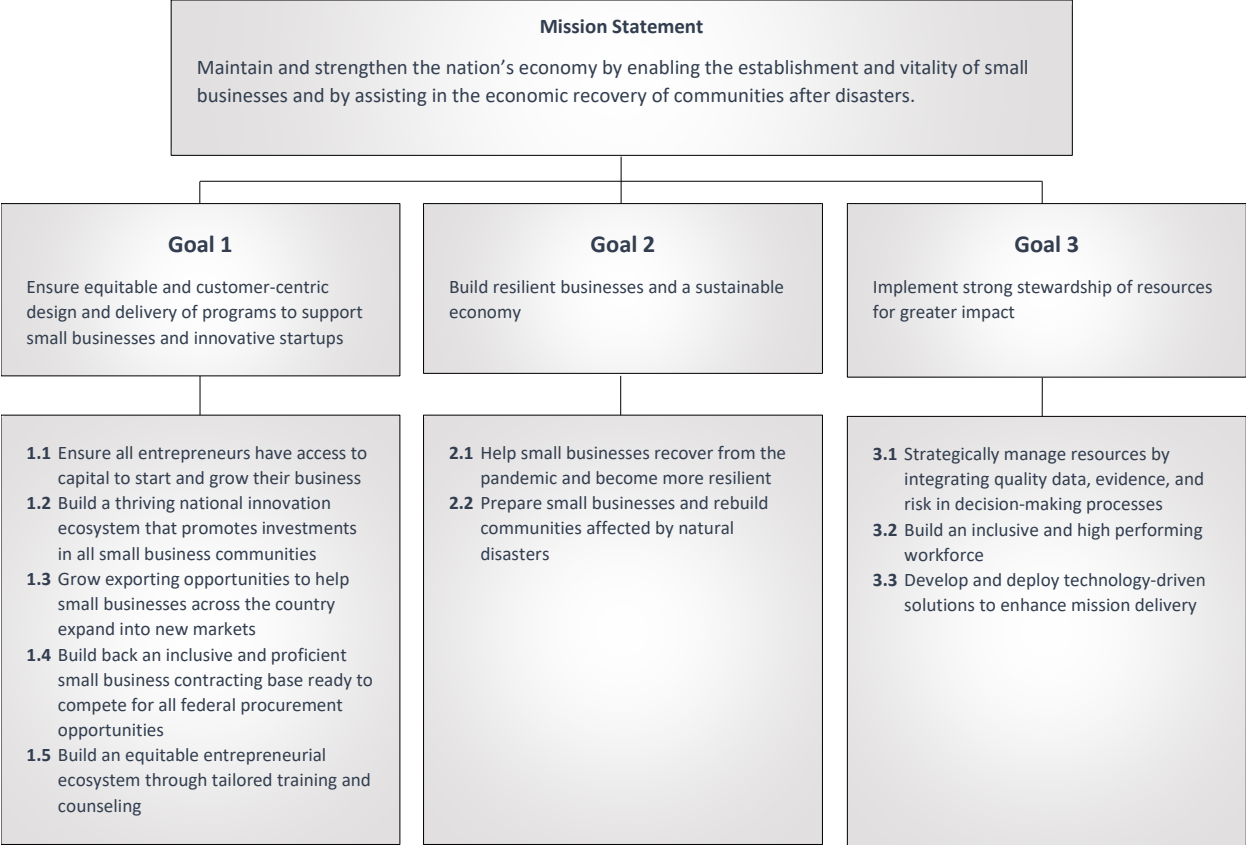 Mission Statement
Maintain and strengthen the nation’s economy by enabling the establishment and vitality of small
businesses and by assisting in the economic recovery of communities after disasters.
Goal 1
Ensure equitable and customer-centric
design and delivery of programs to support
small businesses and innovative startups
Goal 2
Build resilient businesses and a sustainable
economy
Goal 3
Implement strong stewardship of resources
for greater impact
1.1 Ensure all entrepreneurs have access to
capital to start and grow their business
1.2 Build a thriving national innovation
ecosystem that promotes investments
in all small business communities
1.3 Grow exporting opportunities to help
small businesses across the country
expand into new markets
1.4 Build back an inclusive and proficient
small business contracting base ready to
compete for all federal procurement
opportunities
1.5 Build an equitable entrepreneurial
ecosystem through tailored training and
counseling
2.1 Help small businesses recover from the
pandemic and become more resilient
2.2 Prepare small businesses and rebuild
communities affected by natural
disasters
3.1 Strategically manage resources by
integrating quality data, evidence, and
risk in decision-making processes
3.2 Build an inclusive and high performing
workforce
3.3 Develop and deploy technology-driven
solutions to enhance mission delivery